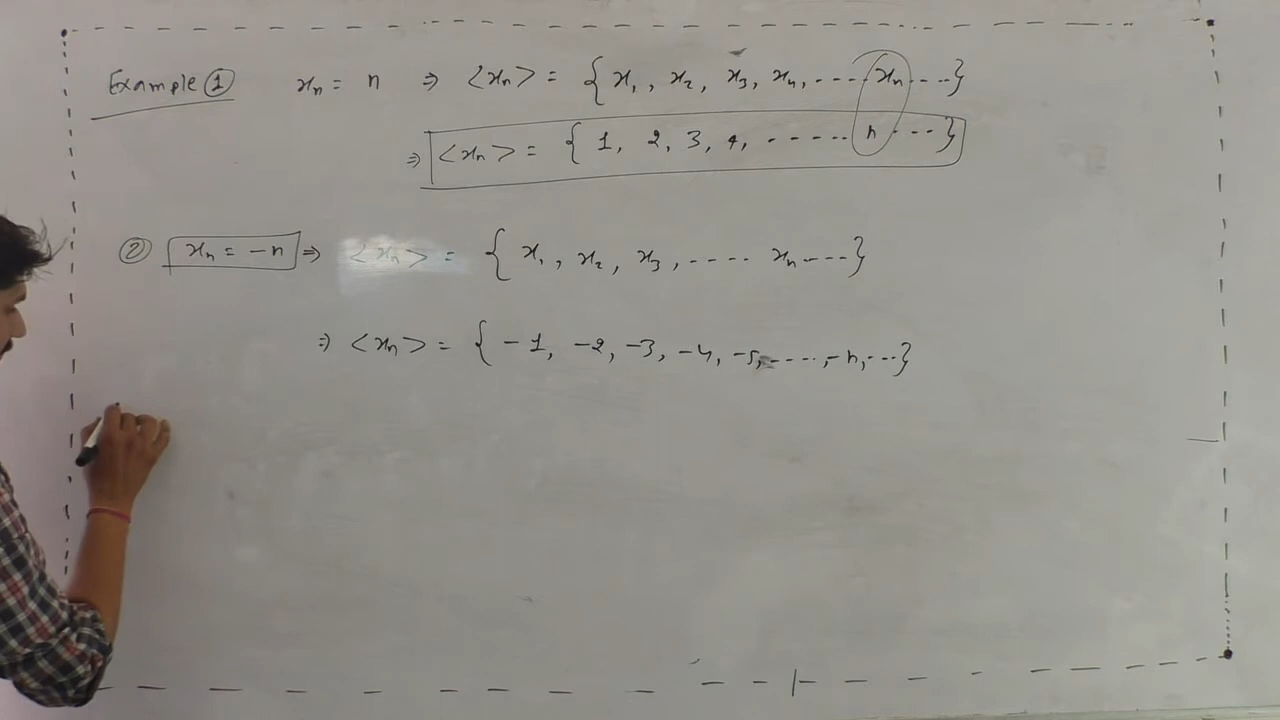 Example ① xₙ = n ⇒ <xₙ> = { x₁, x₂, x₃, x₄, ..... xₙ ....}
⇒ <xₙ> = { 1, 2, 3, 4, ...... n ....}
② xₙ = -n ⇒ <xₙ> = { x₁, x₂, x₃, ..... xₙ ....}
⇒ <xₙ> = { -1, -2, -3, -4, -5, ....., -n, ...}